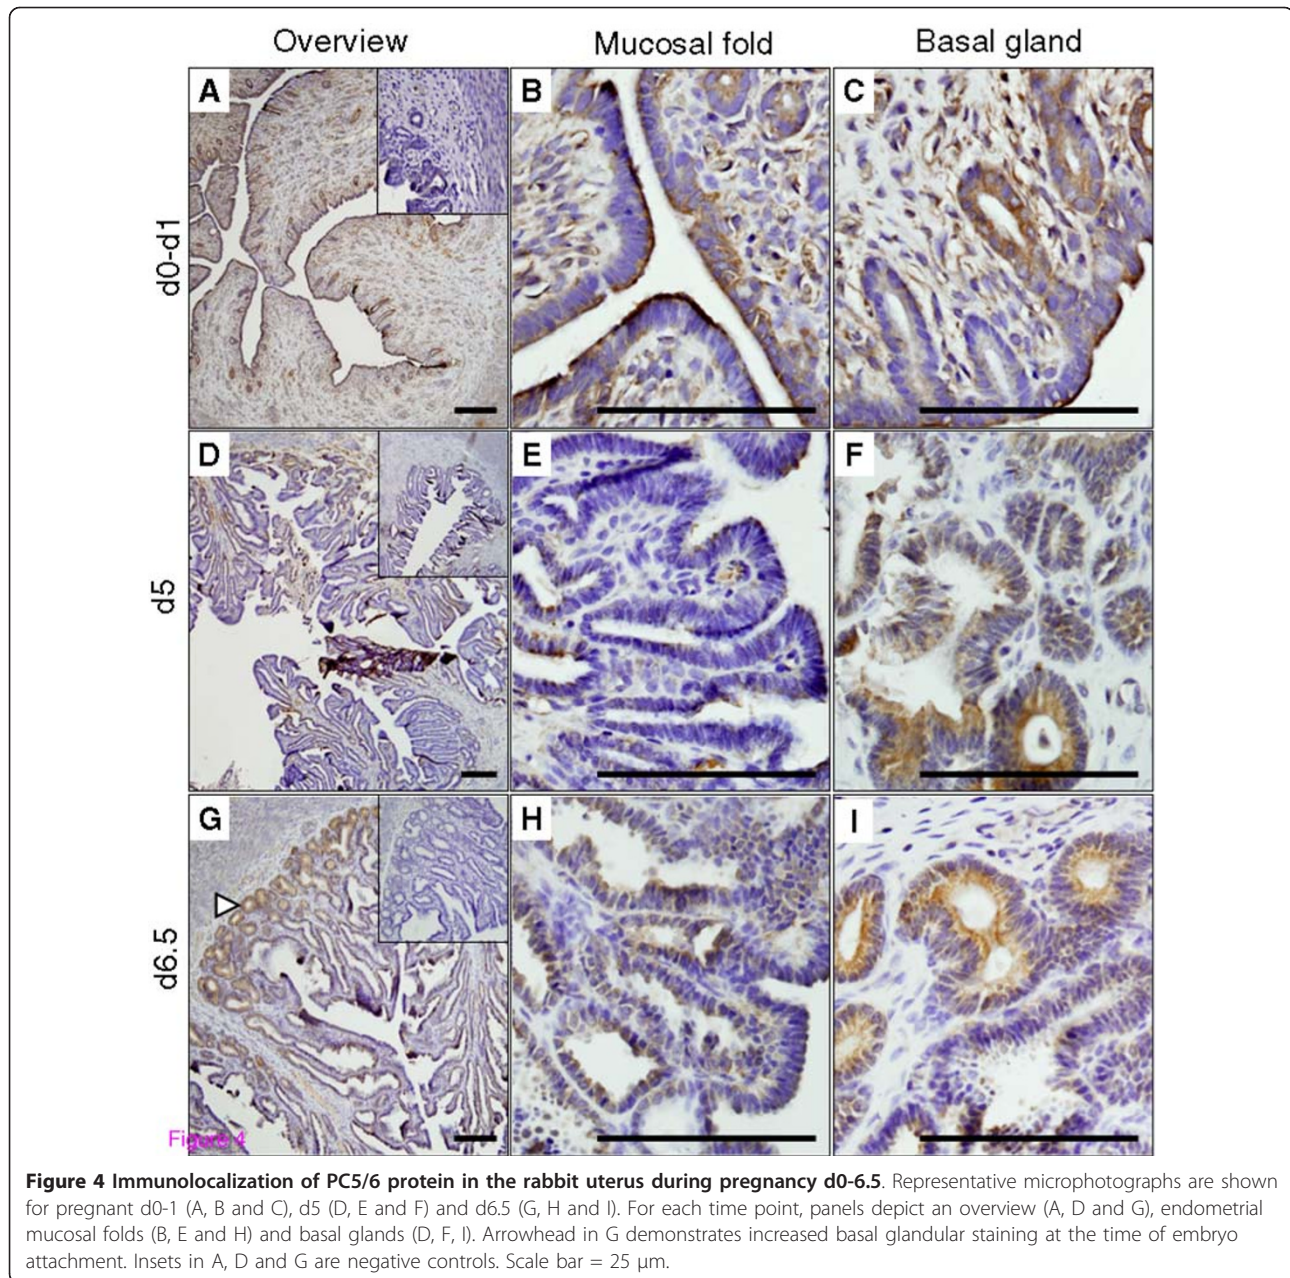 Overview Mucosal fold Basal gland
d0-d1
A B C
d5
D E F
d6.5
G H I
Figure 4
Figure 4 Immunolocalization of PC5/6 protein in the rabbit uterus during pregnancy d0-6.5. Representative microphotographs are shown
for pregnant d0-1 (A, B and C), d5 (D, E and F) and d6.5 (G, H and I). For each time point, panels depict an overview (A, D and G), endometrial
mucosal folds (B, E and H) and basal glands (D, F, I). Arrowhead in G demonstrates increased basal glandular staining at the time of embryo
attachment. Insets in A, D and G are negative controls. Scale bar = 25 μm.